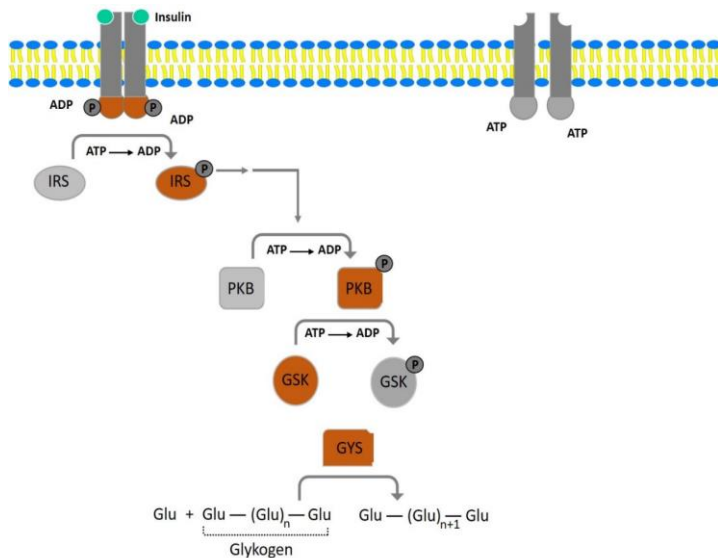 Insulin
ADP P P ADP
ATP ATP
ATP → ADP
IRS IRS P
ATP → ADP
P
PKB PKB
ATP → ADP
P
GSK GSK
GYS
Glu + Glu — (Glu)n — Glu Glu — (Glu)n+1 — Glu
Glykogen